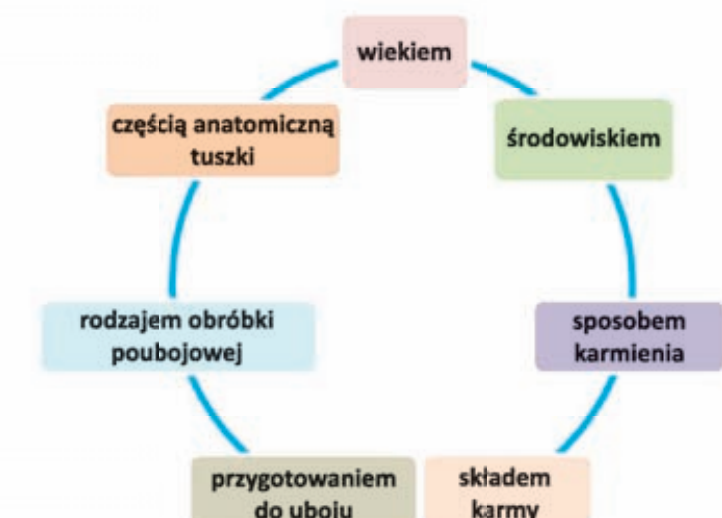 wiekiem
środowiskiem
sposobem
karmienia
składem
karmy
przygotowaniem
do uboju
rodzajem obróbki
poubojowej
częścią anatomiczną
tuszki